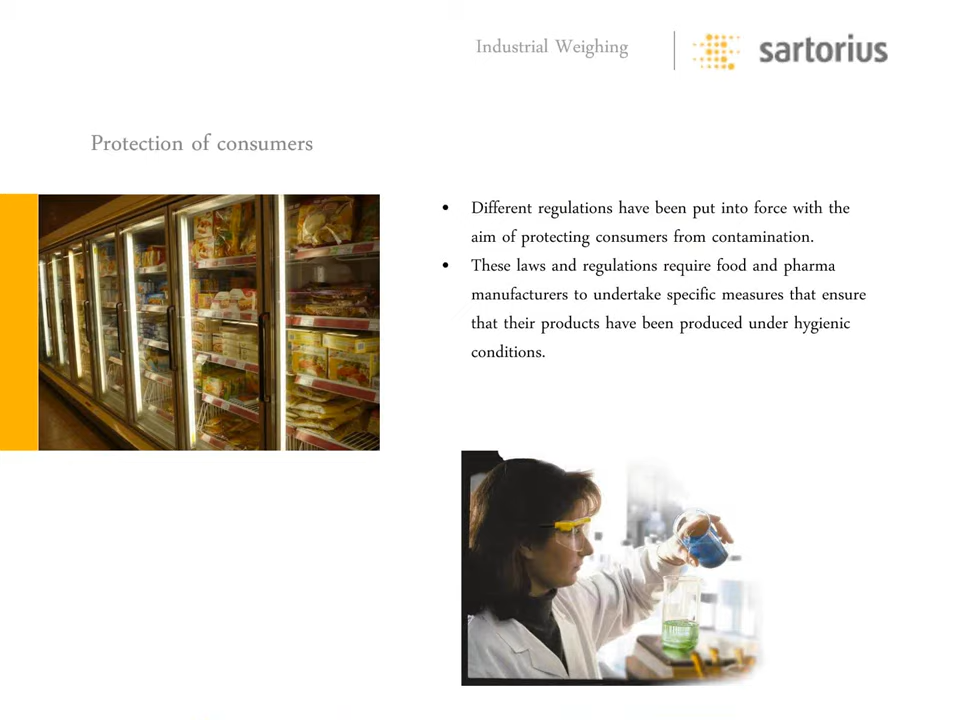 Industrial Weighing
sartorius
Protection of consumers
• Different regulations have been put into force with the
aim of protecting consumers from contamination.
• These laws and regulations require food and pharma
manufacturers to undertake specific measures that ensure
that their products have been produced under hygienic
conditions.